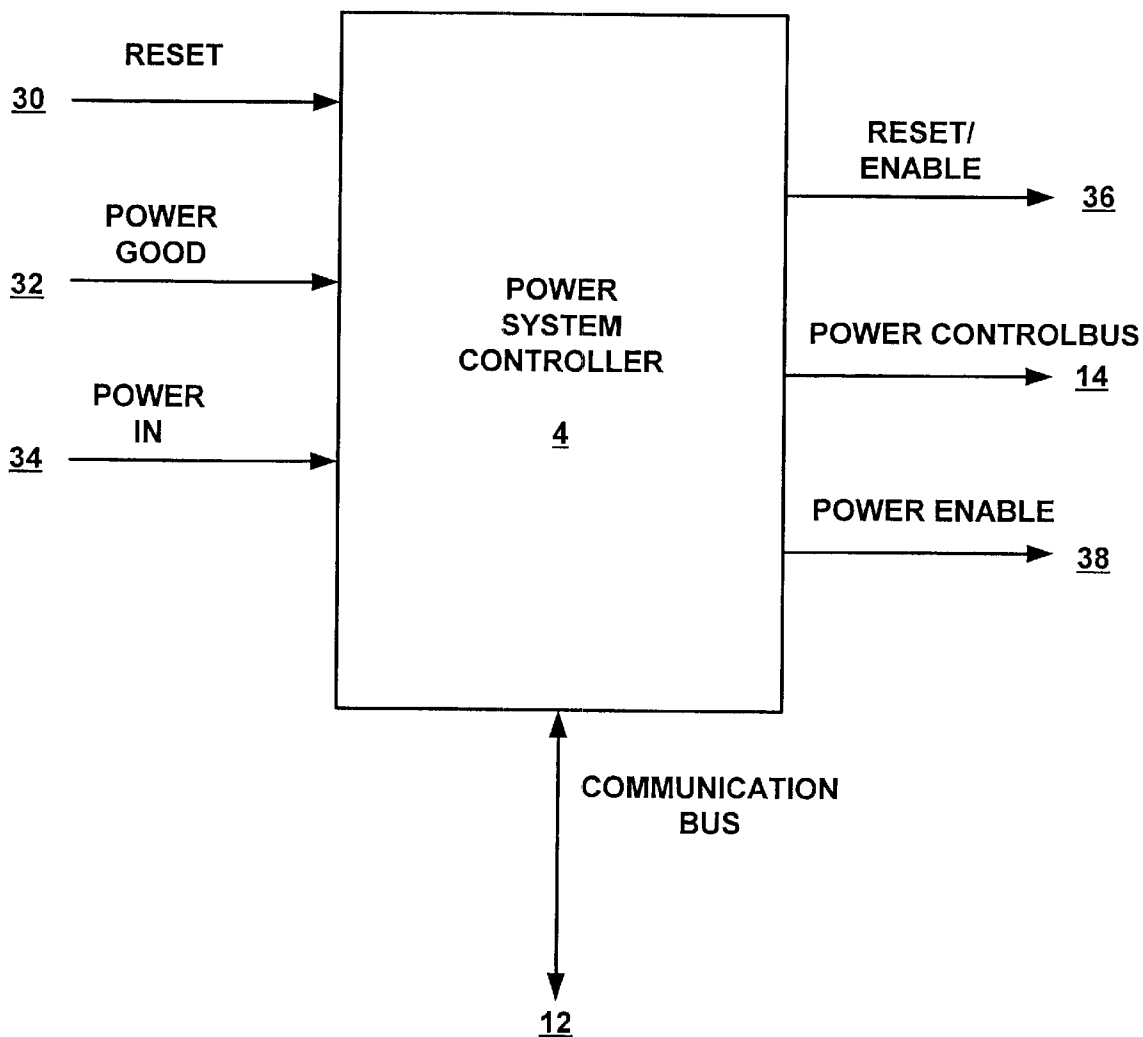 RESET
30
POWER
GOOD
32
POWER
IN
34
POWER
SYSTEM
CONTROLLER
4
RESET/
ENABLE
36
POWER CONTROLBUS
14
POWER ENABLE
38
COMMUNICATION
BUS
12